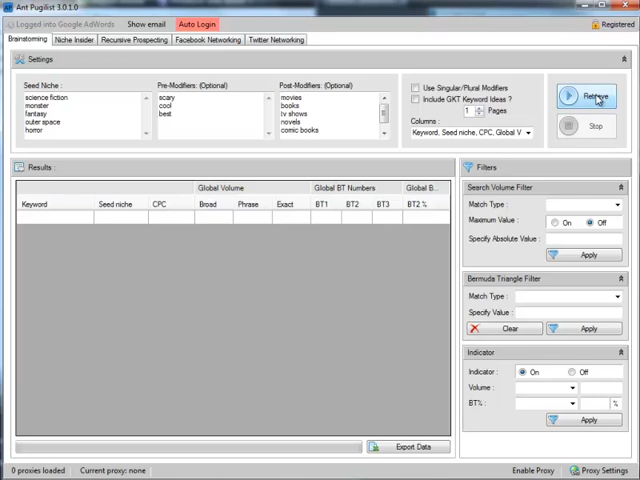 Ant Pugilist 3.0.1.0
Logged into Google AdWords Show email Auto Login Registered
Brainstorming Niche Insider Recursive Prospecting Facebook Networking Twitter Networking
Settings
Seed Niche : Pre-Modifiers: (Optional) Post-Modifiers: (Optional)
science fiction
monster
fantasy
outer space
horror
scary
cool
best
movies
books
tv shows
novels
comic books
Use Singular/Plural Modifiers
Include GKT Keyword Ideas ?
1 Pages
Columns :
Keyword, Seed niche, CPC, Global V
Retrieve
Stop
Results :
Global Volume Global BT Numbers Global B...
Keyword Seed niche CPC Broad Phrase Exact BT1 BT2 BT3 BT2 %
Filters
Search Volume Filter
Match Type :
Maximum Value : On Off
Specify Absolute Value :
Apply
Bermuda Triangle Filter
Match Type :
Specify Value :
Clear Apply
Indicator
Indicator : On Off
Volume :
BT% : %
Apply
Export Data
0 proxies loaded Current proxy: none Enable Proxy Proxy Settings